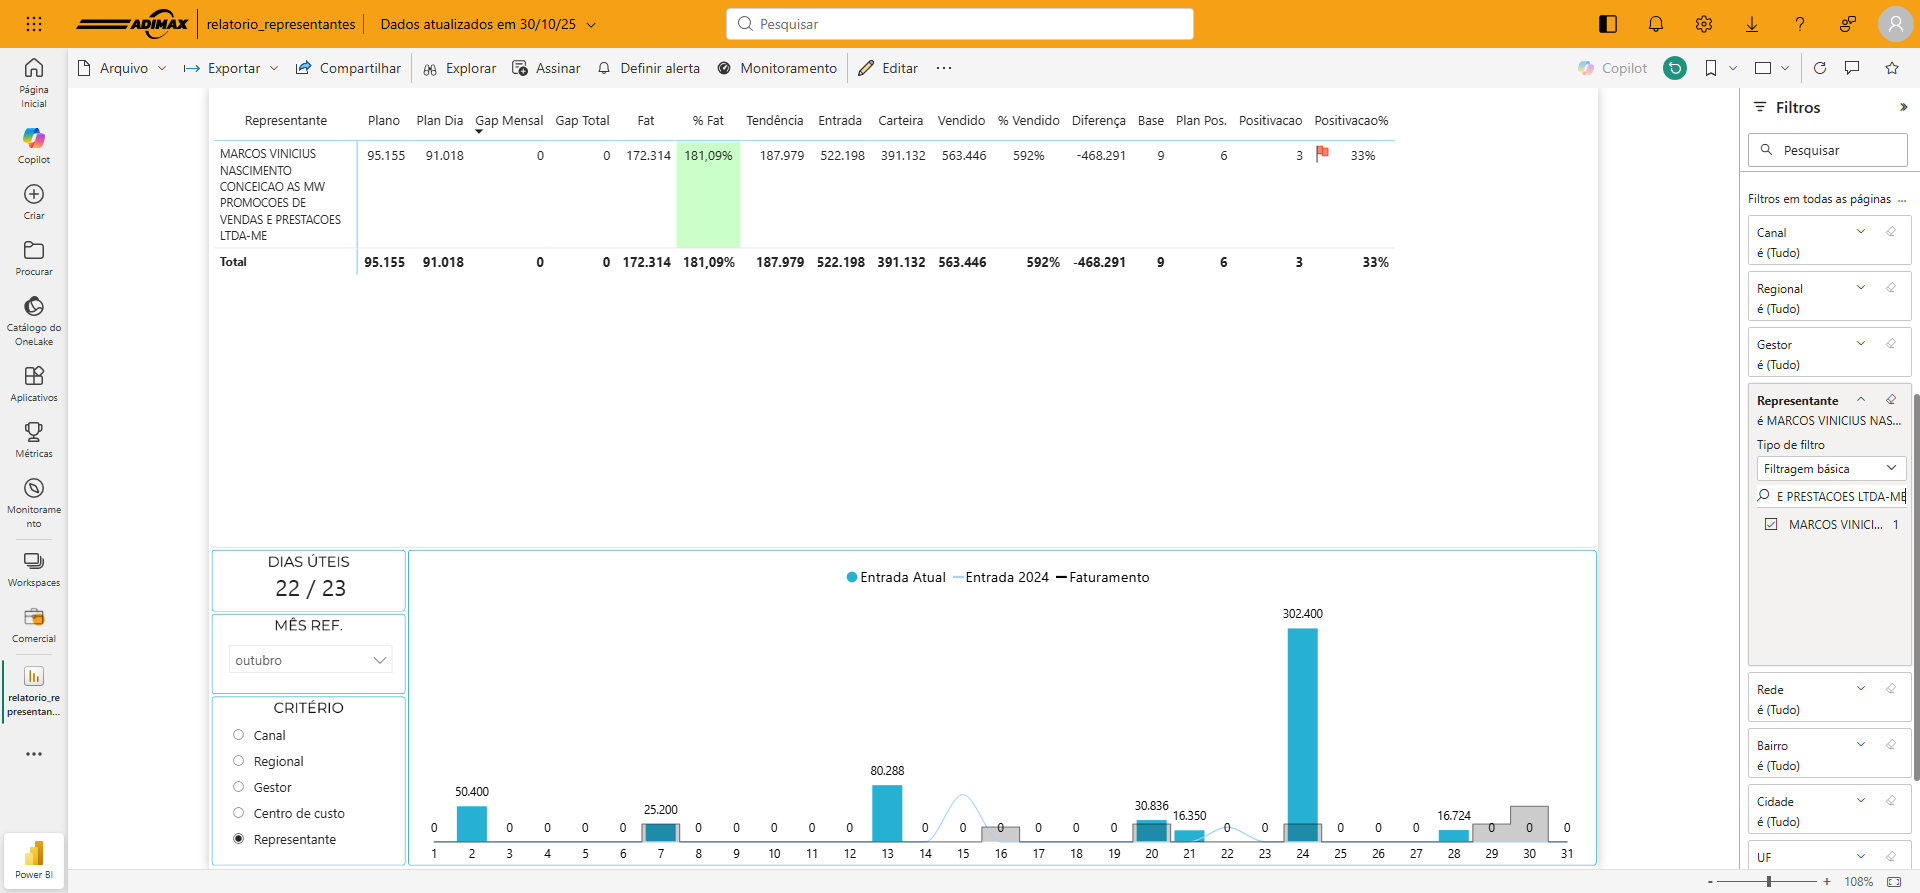 ADIMAX relatorio_representantes Dados atualizados em 30/10/25 Pesquisar
Arquivo Exportar Compartilhar Explorar Assinar Definir alerta Monitoramento Editar ... Copilot
Página Inicial
Copilot
Criar
Procurar
Catálogo do OneLake
Aplicativos
Métricas
Monitorame nto
Workspaces
Comercial
relatorio_re presentan...
Power BI
Representante Plano Plan Dia Gap Mensal Gap Total Fat % Fat Tendência Entrada Carteira Vendido % Vendido Diferença Base Plan Pos. Positivacao Positivacao%
MARCOS VINICIUS 95.155 91.018 0 0 172.314 181,09% 187.979 522.198 391.132 563.446 592% -468.291 9 6 3 33%
NASCIMENTO
CONCEICAO AS MW
PROMOCOES DE
VENDAS E PRESTACOES
LTDA-ME
Total 95.155 91.018 0 0 172.314 181,09% 187.979 522.198 391.132 563.446 592% -468.291 9 6 3 33%
DIAS ÚTEIS
22 / 23
MÊS REF.
outubro
CRITÉRIO
Canal
Regional
Gestor
Centro de custo
Representante
Entrada Atual Entrada 2024 Faturamento
302.400
80.288
50.400
25.200
30.836
16.350
16.724
0 0 0 0 0 0 0 0 0 0 0 0 0 0 0 0 0 0 0 0 0 0 0 0
1 2 3 4 5 6 7 8 9 10 11 12 13 14 15 16 17 18 19 20 21 22 23 24 25 26 27 28 29 30 31
Filtros
Pesquisar
Filtros em todas as páginas ...
Canal
é (Tudo)
Regional
é (Tudo)
Gestor
é (Tudo)
Representante
é MARCOS VINICIUS NAS...
Tipo de filtro
Filtragem básica
E PRESTACOES LTDA-ME
MARCOS VINICI... 1
Rede
é (Tudo)
Bairro
é (Tudo)
Cidade
é (Tudo)
UF
- + 108%